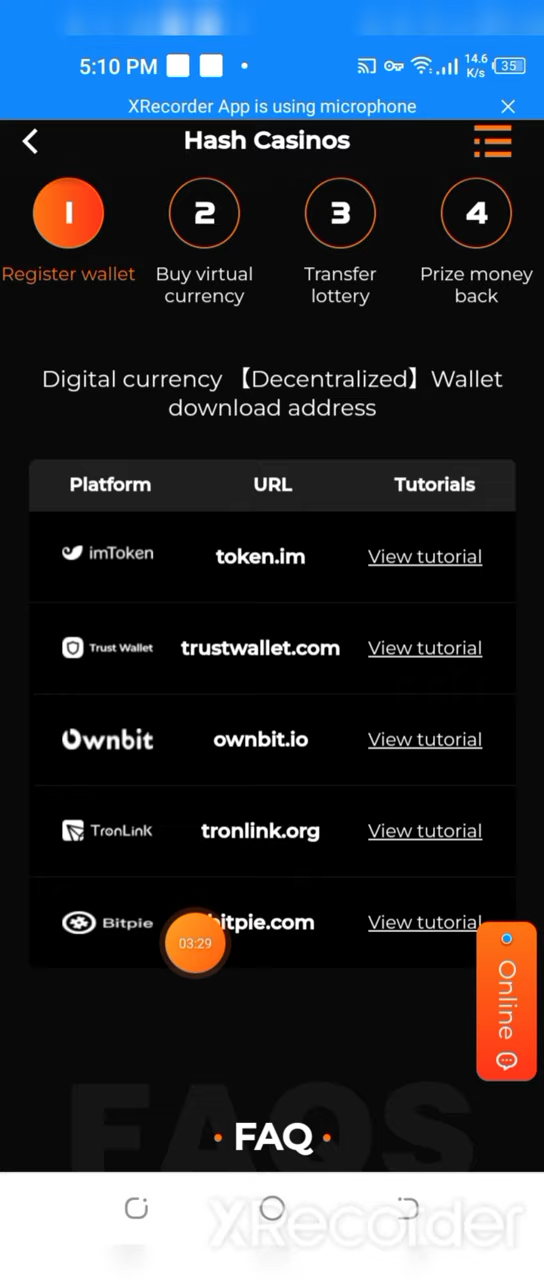 5:10 PM
14.6
K/s
35
XRecorder App is using microphone
Hash Casinos
1 2 3 4
Register wallet
Buy virtual
currency
Transfer
lottery
Prize money
back
Digital currency 【Decentralized】Wallet
download address
Platform URL Tutorials
imToken token.im View tutorial
Trust Wallet trustwallet.com View tutorial
Ownbit ownbit.io View tutorial
TronLink tronlink.org View tutorial
Bitpie bitpie.com View tutorial
03:29
Online
FAQS
• FAQ •
XRecorder